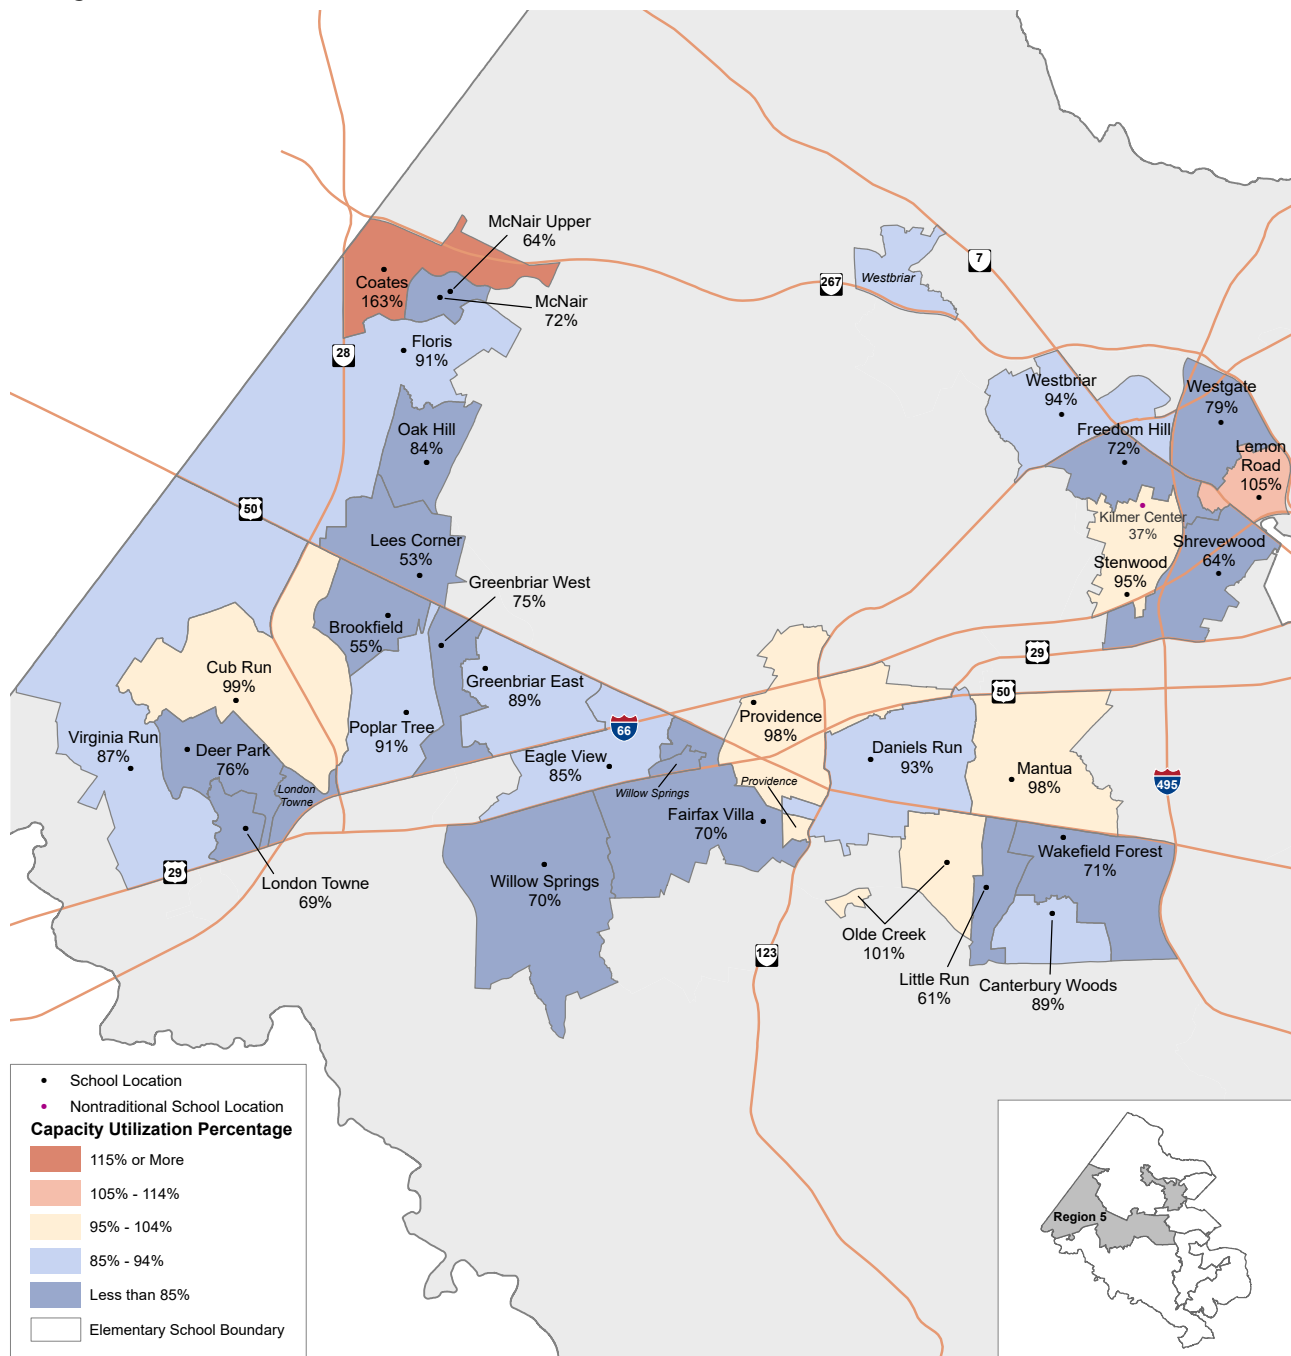 McNair Upper
64%
Coates
163%
McNair
72%
Floris
91%
28
267
7
Westbriar
Westbriar
94%
Westgate
79%
Freedom Hill
72%
Lemon
Road
105%
Oak Hill
84%
50
Kilmer Center
37%
Lees Corner
53%
Shrevewood
64%
Stenwood
95%
Greenbriar West
75%
Brookfield
55%
29
Cub Run
99%
Greenbriar East
89%
50
Poplar Tree
91%
66
Providence
98%
Virginia Run
87%
Deer Park
76%
Eagle View
85%
Daniels Run
93%
Mantua
98%
495
London
Towne
Willow Springs
Providence
Fairfax Villa
70%
Wakefield Forest
71%
29
London Towne
69%
Willow Springs
70%
Olde Creek
101%
123
Little Run
61%
Canterbury Woods
89%
School Location
Nontraditional School Location
Capacity Utilization Percentage
115% or More
105% - 114%
95% - 104%
85% - 94%
Less than 85%
Elementary School Boundary
Region 5